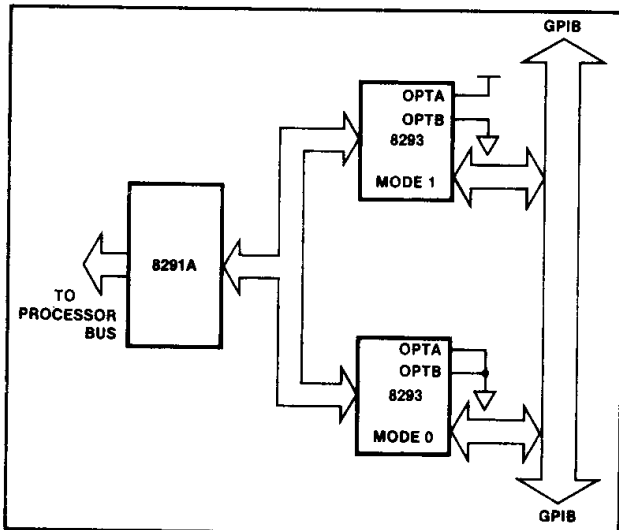 GPIB
OPTA
OPTB
8293
MODE 1
8291A
TO
PROCESSOR
BUS
OPTA
OPTB
8293
MODE 0
GPIB